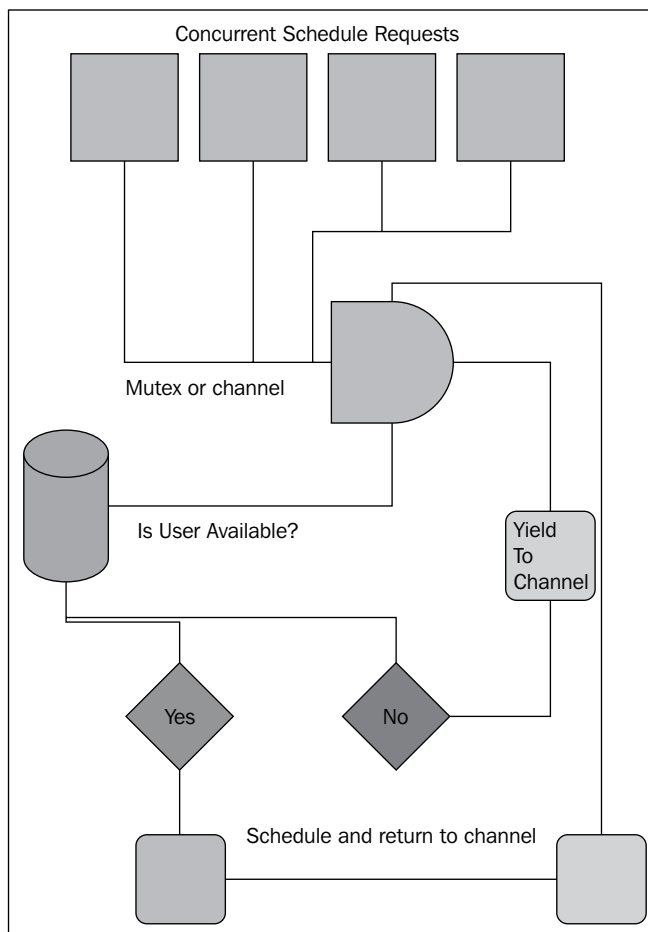 Concurrent Schedule Requests
Mutex or channel
Is User Available?
Yield
To
Channel
Yes
No
Schedule and return to channel